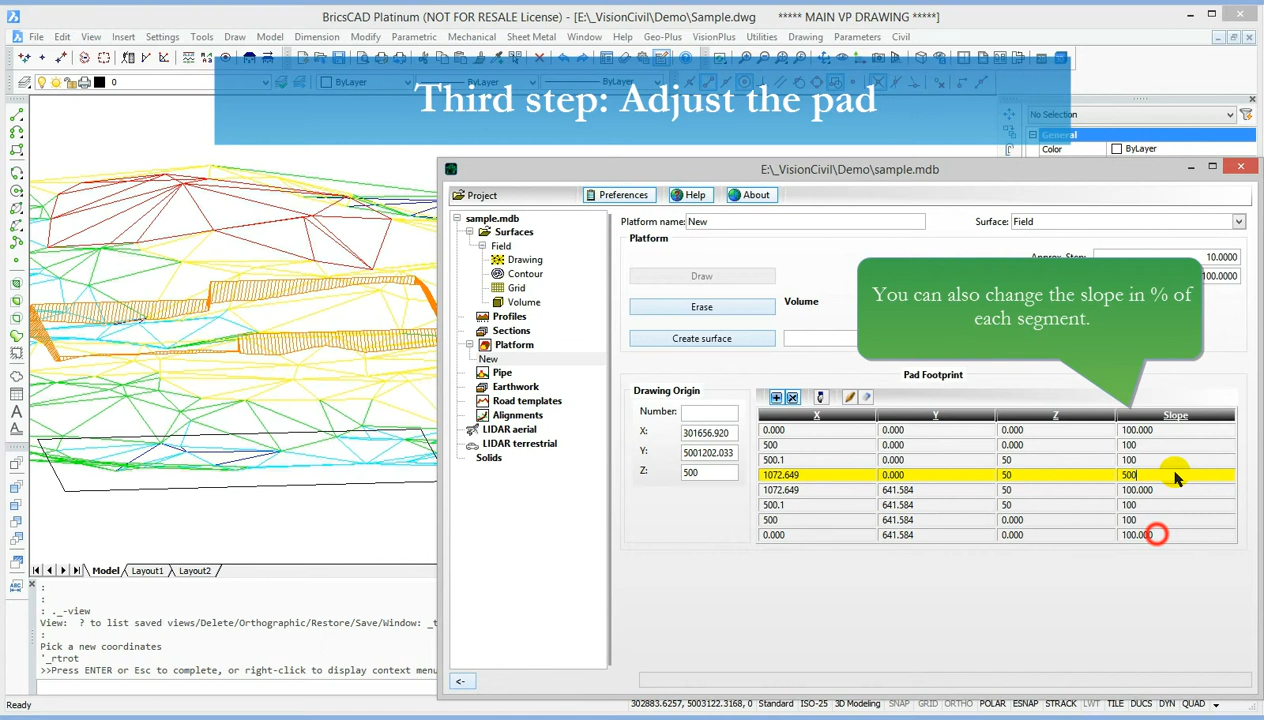 BricsCAD Platinum (NOT FOR RESALE License) - [E:\_VisionCivil\Demo\Sample.dwg ***** MAIN VP DRAWING *****]
File Edit View Insert Settings Tools Draw Model Dimension Modify Parametric Mechanical Sheet Metal Window Help Geo-Plus VisionPlus Utilities Drawing Parameters Civil
0 ByLayer ByLayer ByLayer
Third step: Adjust the pad
No Selection
General
Color ByLayer
E:\_VisionCivil\Demo\sample.mdb
Project Preferences Help About
sample.mdb
Surfaces
Field
Drawing
Contour
Grid
Volume
Profiles
Sections
Platform
New
Pipe
Earthwork
Road templates
Alignments
LIDAR aerial
LIDAR terrestrial
Solids
<-
Platform name: New Surface: Field
Platform
Draw
Erase
Create surface
Volume
Approx. Step: 10.0000
100.0000
You can also change the slope in % of
each segment.
Pad Footprint
Drawing Origin
Number:
X: 301656.920
Y: 5001202.033
Z: 500
X Y Z Slope
0.000 0.000 0.000 100.000
500 0.000 0.000 100
500.1 0.000 50 100
1072.649 0.000 50 500
1072.649 641.584 50 100.000
500.1 641.584 50 100
500 641.584 0.000 100
0.000 641.584 0.000 100.000
Model Layout1 Layout2
:
:
: ._-view
View: ? to list saved views/Delete/Orthographic/Restore/Save/Window: _t
:
Pick a new coordinates
'_rtrot
>>Press ENTER or Esc to complete, or right-click to display context menu
Ready 302883.6257, 5003122.3168, 0 Standard ISO-25 3D Modeling SNAP GRID ORTHO POLAR ESNAP STRACK LWT TILE DUCS DYN QUAD